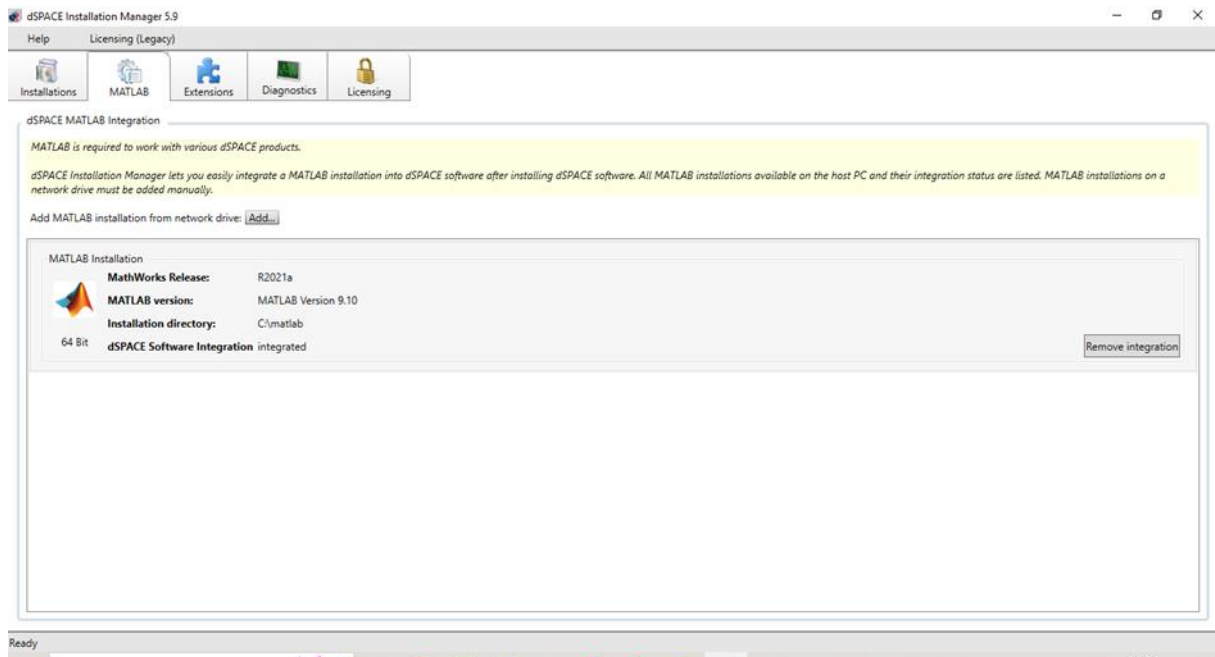 dSPACE Installation Manager 5.9
Help Licensing (Legacy)
Installations MATLAB Extensions Diagnostics Licensing
dSPACE MATLAB Integration
MATLAB is required to work with various dSPACE products.
dSPACE Installation Manager lets you easily integrate a MATLAB installation into dSPACE software after installing dSPACE software. All MATLAB installations available on the host PC and their integration status are listed. MATLAB installations on a
network drive must be added manually.
Add MATLAB installation from network drive: Add...
MATLAB Installation
MathWorks Release: R2021a
MATLAB version: MATLAB Version 9.10
Installation directory: C:\matlab
64 Bit dSPACE Software Integration integrated Remove integration
Ready